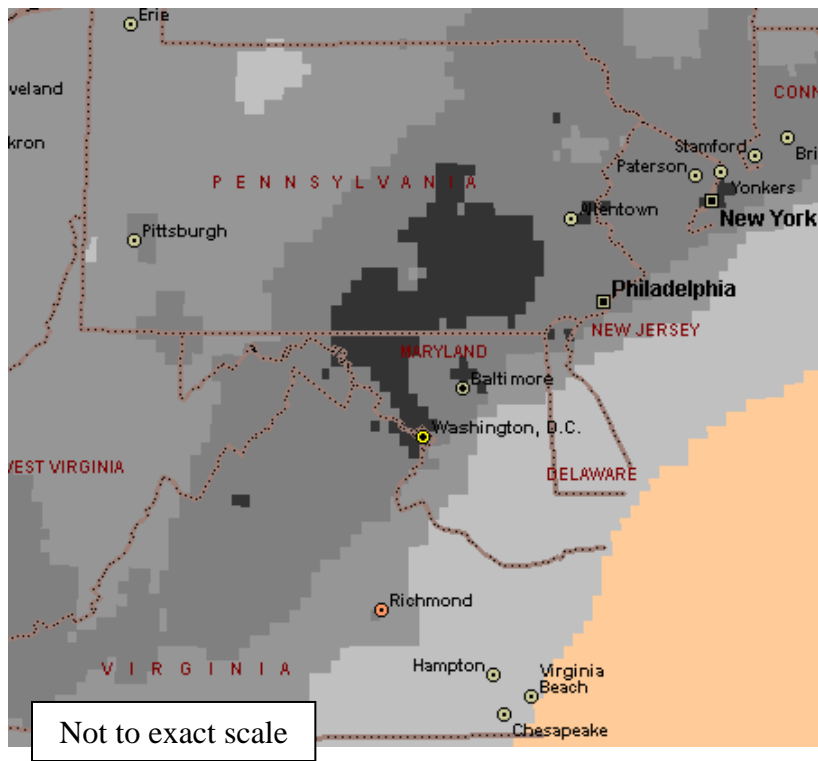 Erie
veland
CONN
kron
Stamford
Bri
Paterson
PENNSYLVANIA
Yonkers
Allentown
New York
Pittsburgh
Philadelphia
NEW JERSEY
MARYLAND
Baltimore
Washington, D.C.
WEST VIRGINIA
DELAWARE
Richmond
Hampton
Virginia
Beach
VIRGINIA
Chesapeake
Not to exact scale